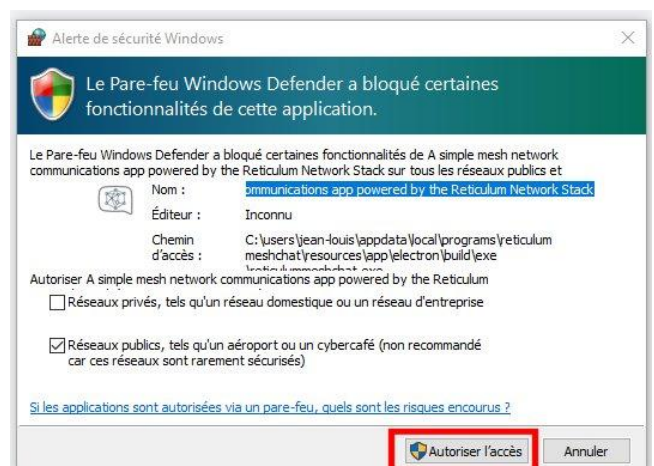 Alerte de sécurité Windows
Le Pare-feu Windows Defender a bloqué certaines
fonctionnalités de cette application.
Le Pare-feu Windows Defender a bloqué certaines fonctionnalités de A simple mesh network
communications app powered by the Reticulum Network Stack sur tous les réseaux publics et
Nom : ommunications app powered by the Reticulum Network Stack
Éditeur : Inconnu
Chemin d'accès : C:\users\jean-louis\appdata\local\programs\reticulum
meshchat\resources\app\electron\build\exe
\reticulummeshchat.exe
Autoriser A simple mesh network communications app powered by the Reticulum
Réseaux privés, tels qu'un réseau domestique ou un réseau d'entreprise
Réseaux publics, tels qu'un aéroport ou un cybercafé (non recommandé
car ces réseaux sont rarement sécurisés)
Si les applications sont autorisées via un pare-feu, quels sont les risques encourus ?
Autoriser l'accès
Annuler